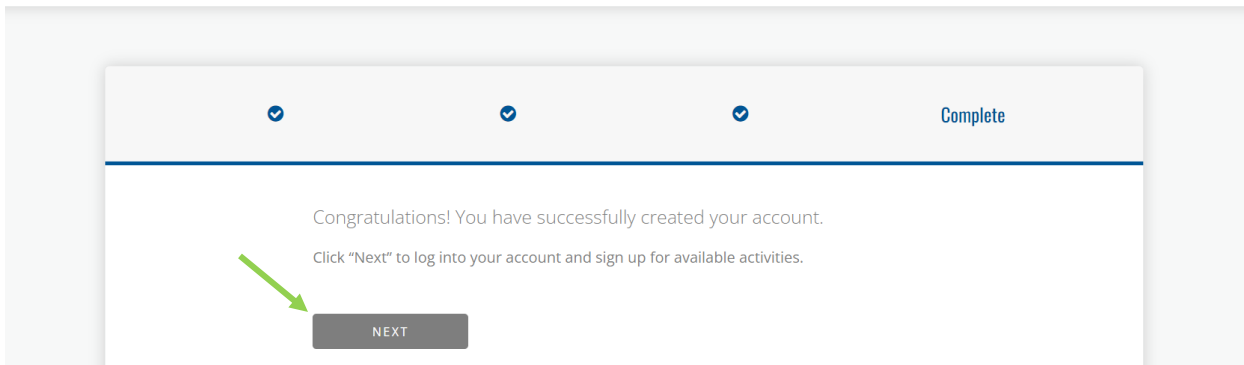 Complete
Congratulations! You have successfully created your account.
Click “Next” to log into your account and sign up for available activities.
NEXT